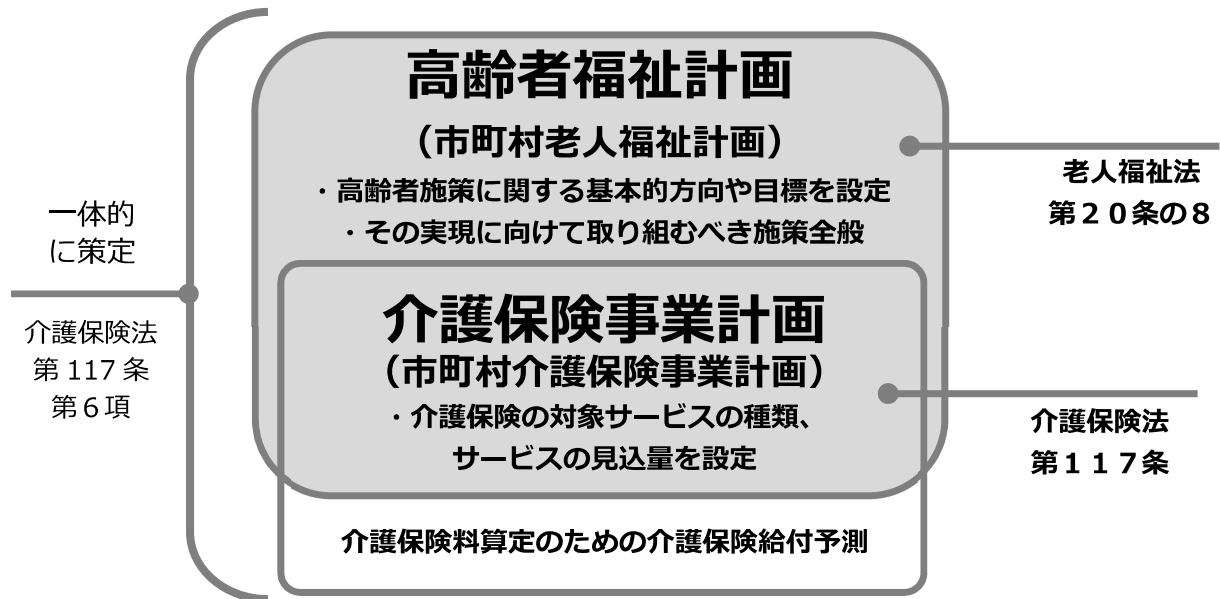 高齢者福祉計画
（市町村老人福祉計画）
・高齢者施策に関する基本的方向や目標を設定
・その実現に向けて取り組むべき施策全般
老人福祉法
第２０条の８
一体的
に策定
介護保険法
第 117 条
第６項
介護保険事業計画
（市町村介護保険事業計画）
・介護保険の対象サービスの種類、
サービスの見込量を設定
介護保険法
第１１７条
介護保険料算定のための介護保険給付予測